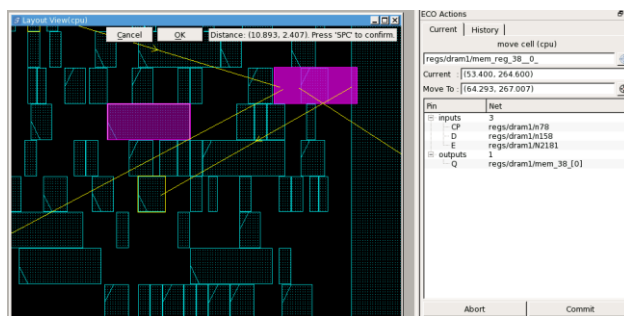 Layout View(cpu)
Cancel
OK
Distance: (10.893, 2.407). Press 'SPC' to confirm.
ECO Actions
Current
History
move cell (cpu)
regs/dram1/mem_reg_38__0_
Current : (53.400, 264.600)
Move To : (64.293, 267.007)
Pin Net
inputs 3
CP regs/dram1/n78
D regs/dram1/n158
E regs/dram1/N2181
outputs 1
Q regs/dram1/mem_38_[0]
Abort
Commit